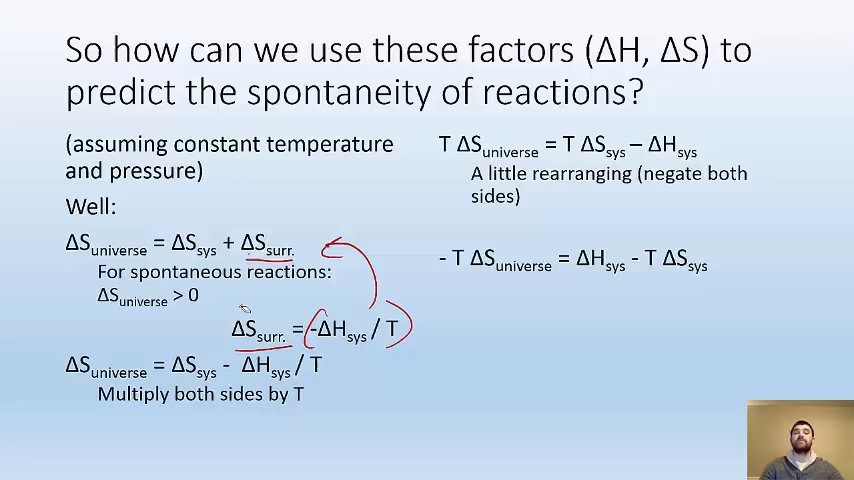 So how can we use these factors (ΔH, ΔS) to
predict the spontaneity of reactions?
(assuming constant temperature
and pressure)
Well:
ΔSuniverse = ΔSsys + ΔSsurr.
For spontaneous reactions:
ΔSuniverse > 0
ΔSsurr. = -ΔHsys / T
ΔSuniverse = ΔSsys - ΔHsys / T
Multiply both sides by T
T ΔSuniverse = T ΔSsys – ΔHsys
A little rearranging (negate both
sides)
- T ΔSuniverse = ΔHsys - T ΔSsys